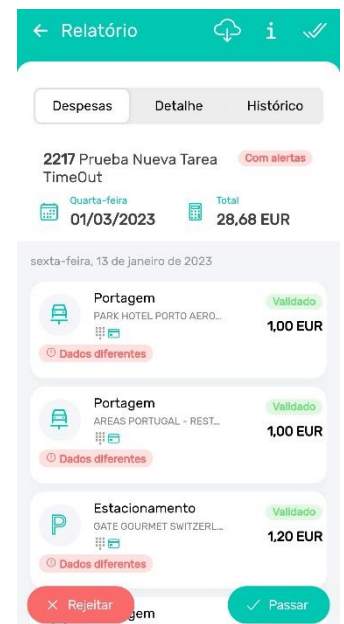 Relatório
Despesas Detalhe Histórico
2217 Prueba Nueva Tarea TimeOut
Com alertas
Quarta-feira
01/03/2023
Total
28,68 EUR
sexta-feira, 13 de janeiro de 2023
Portagem
Validado
PARK HOTEL PORTO AERO...
1,00 EUR
Dados diferentes
Portagem
Validado
AREAS PORTUGAL - REST...
1,00 EUR
Dados diferentes
Estacionamento
Validado
GATE GOURMET SWITZERL...
1,20 EUR
Dados diferentes
Rejeitar
gem
Passar